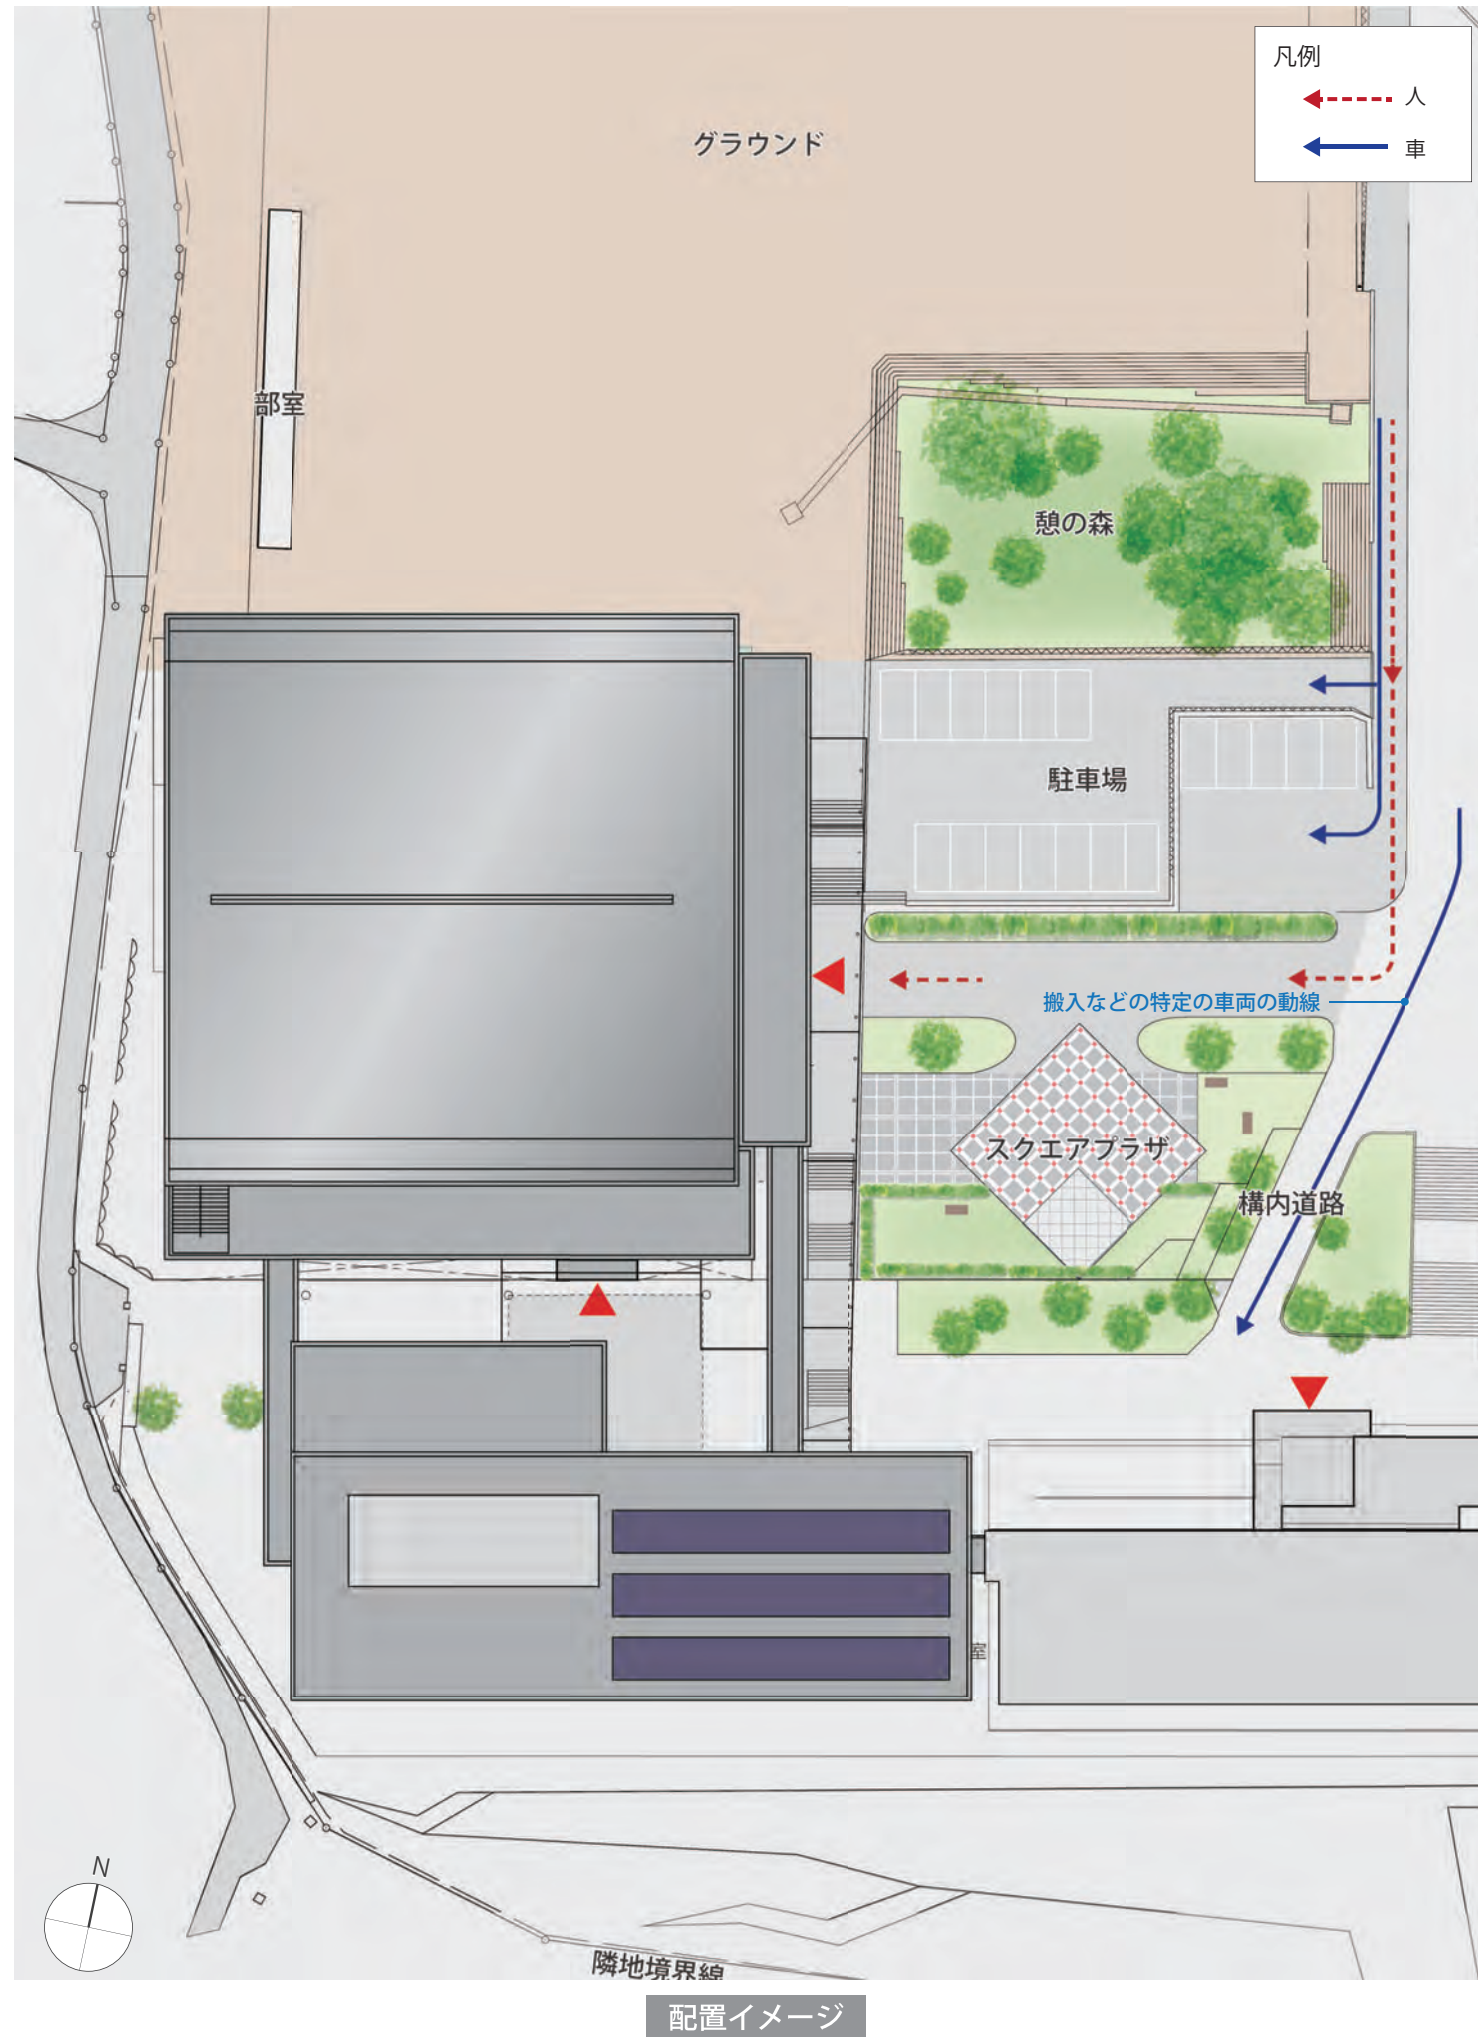 凡例
人
車
グラウンド
部室
憩の森
駐車場
搬入などの特定の車両の動線
スクエアプラザ
構内道路
室
N
隣地境界線
配置イメージ